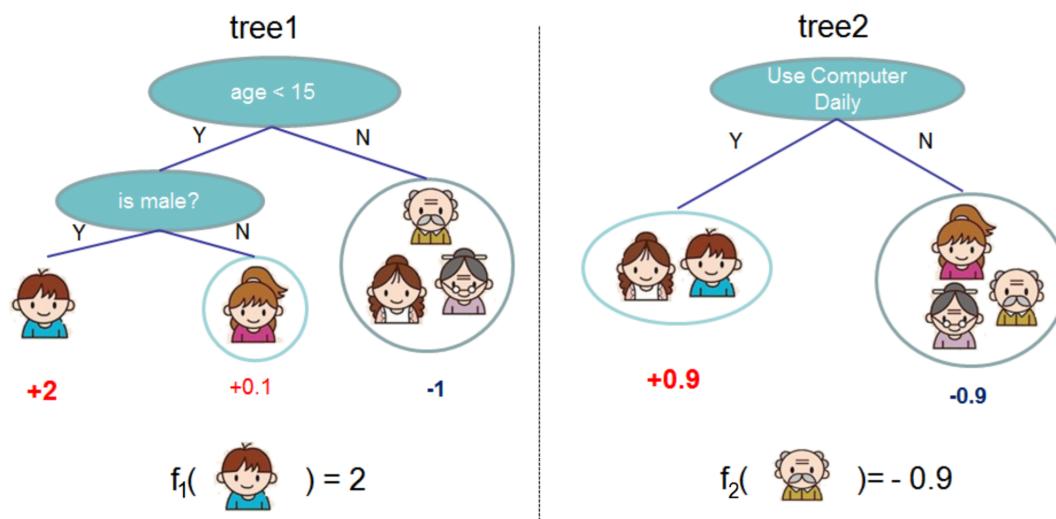 tree1
age < 15
Y
N
is male?
Y
N
+2
+0.1
-1
f1( ) = 2
tree2
Use Computer
Daily
Y
N
+0.9
-0.9
f2( )= - 0.9